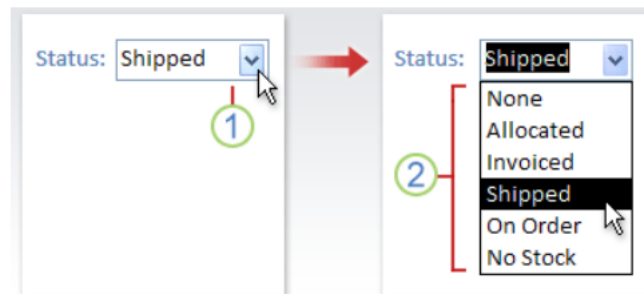 Status: Shipped
1
Status: Shipped
None
Allocated
Invoiced
2
Shipped
On Order
No Stock